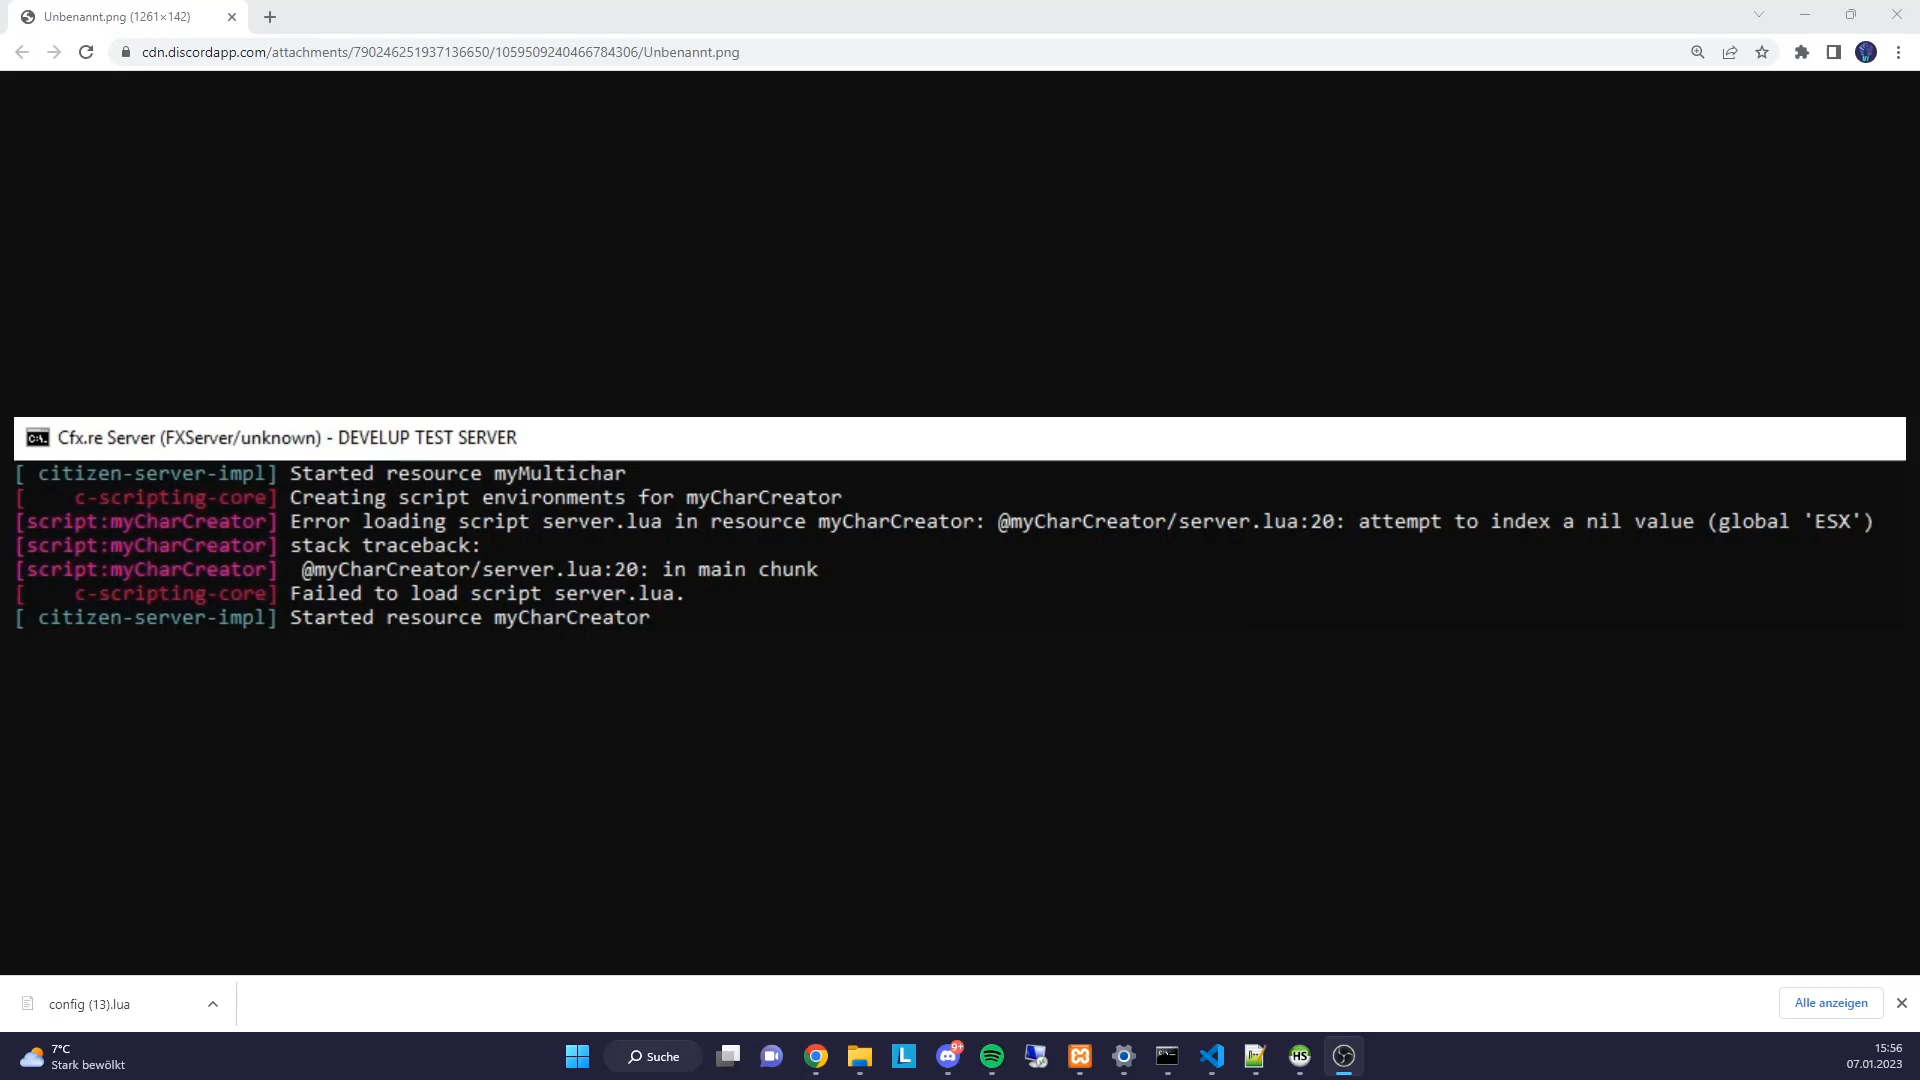 Unbenannt.png (1261×142)
cdn.discordapp.com/attachments/790246251937136650/1059509240466784306/Unbenannt.png
Cfx.re Server (FXServer/unknown) - DEVELUP TEST SERVER
[ citizen-server-impl] Started resource myMultichar
[    c-scripting-core] Creating script environments for myCharCreator
[script:myCharCreator] Error loading script server.lua in resource myCharCreator: @myCharCreator/server.lua:20: attempt to index a nil value (global 'ESX')
[script:myCharCreator] stack traceback:
[script:myCharCreator]  @myCharCreator/server.lua:20: in main chunk
[    c-scripting-core] Failed to load script server.lua.
[ citizen-server-impl] Started resource myCharCreator
config (13).lua
Alle anzeigen
7°C
Stark bewölkt
Suche
L
9+
HS
15:56
07.01.2023